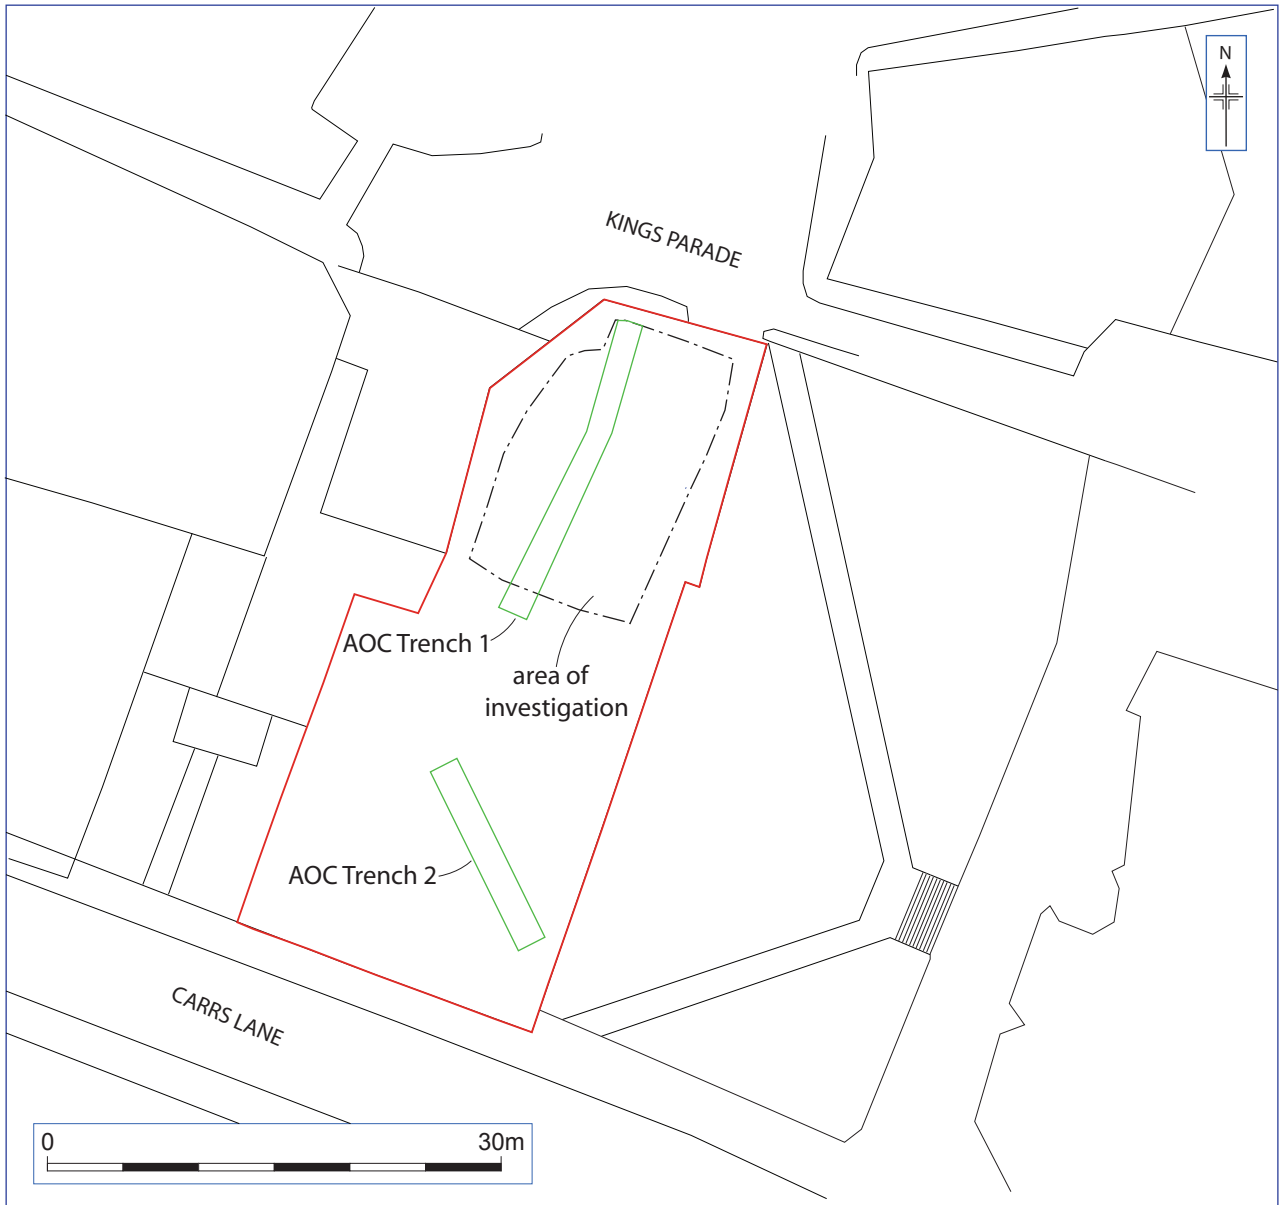 N
KINGS PARADE
AOC Trench 1
area of
investigation
AOC Trench 2
CARRS LANE
0 30m